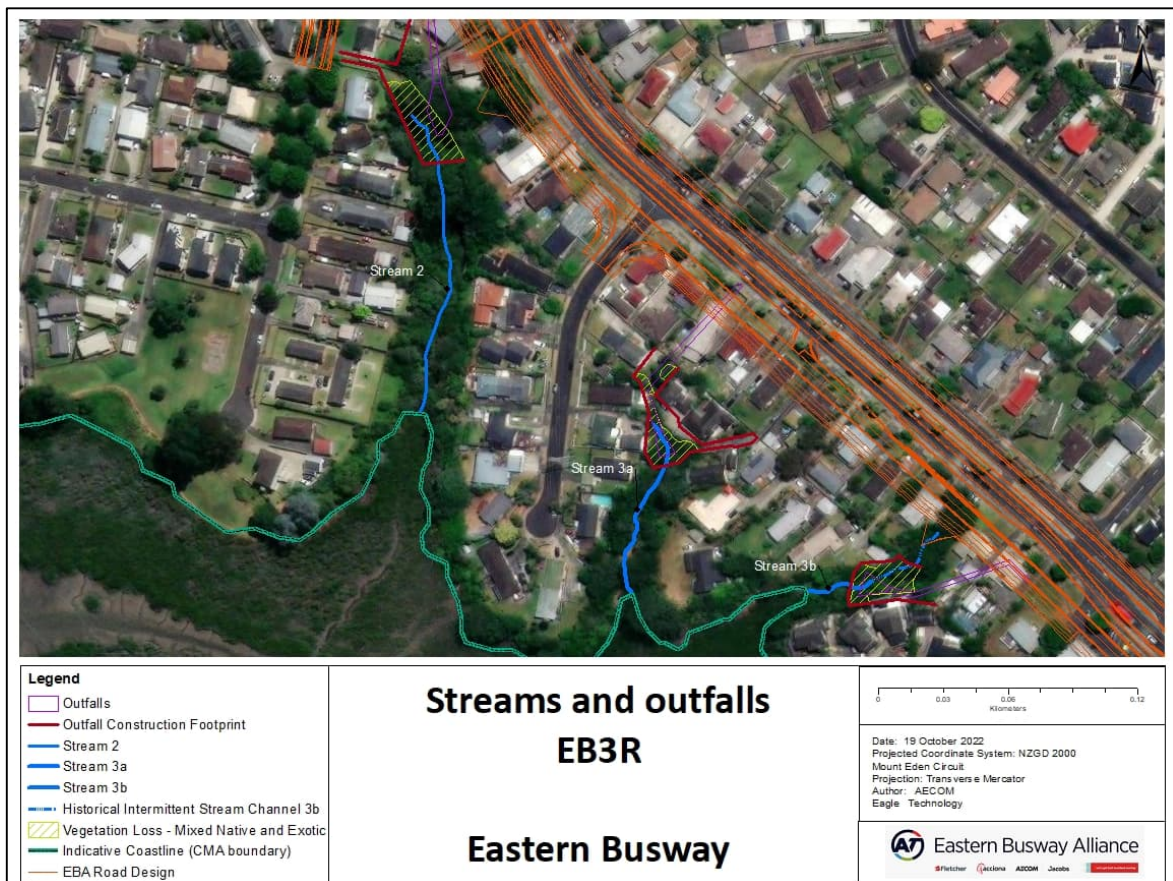 N
Stream 2
Stream 3a
Stream 3b
Legend
Outfalls
Outfall Construction Footprint
Stream 2
Stream 3a
Stream 3b
Historical Intermittent Stream Channel 3b
Vegetation Loss - Mixed Native and Exotic
Indicative Coastline (CMA boundary)
EBA Road Design
Streams and outfalls
EB3R
Eastern Busway
0 0.03 0.06 0.12
Kilometers
Date: 19 October 2022
Projected Coordinate System: NZGD 2000
Mount Eden Circuit
Projection: Transverse Mercator
Author: AECOM
Eagle Technology
AT Eastern Busway Alliance
Fletcher acciona AECOM Jacobs